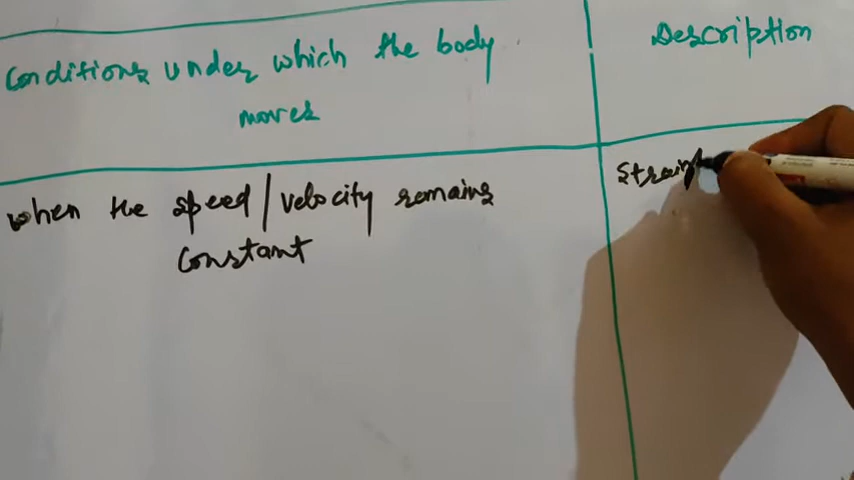 Conditions under which the body
moves
Description
when the speed/velocity remains
constant